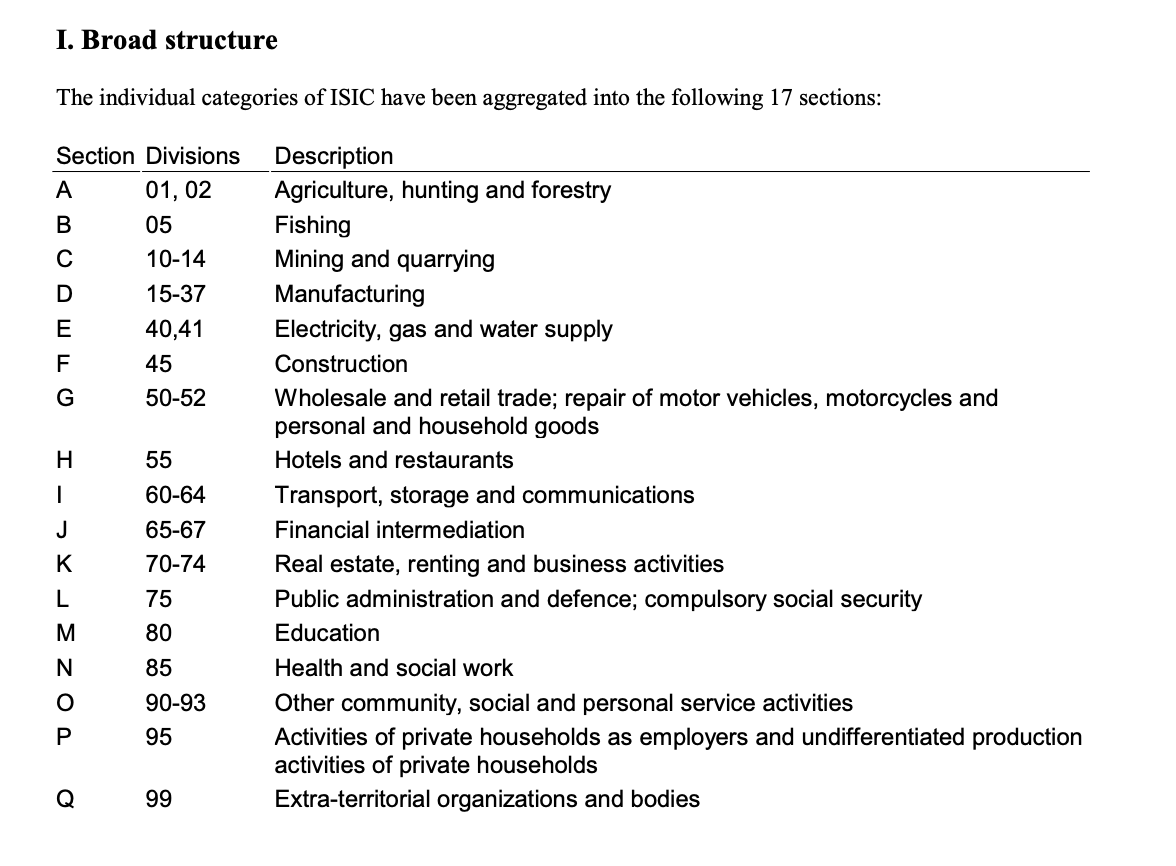 I. Broad structure
The individual categories of ISIC have been aggregated into the following 17 sections:
Section Divisions Description
A 01, 02 Agriculture, hunting and forestry
B 05 Fishing
C 10-14 Mining and quarrying
D 15-37 Manufacturing
E 40,41 Electricity, gas and water supply
F 45 Construction
G 50-52 Wholesale and retail trade; repair of motor vehicles, motorcycles and
personal and household goods
H 55 Hotels and restaurants
I 60-64 Transport, storage and communications
J 65-67 Financial intermediation
K 70-74 Real estate, renting and business activities
L 75 Public administration and defence; compulsory social security
M 80 Education
N 85 Health and social work
O 90-93 Other community, social and personal service activities
P 95 Activities of private households as employers and undifferentiated production
activities of private households
Q 99 Extra-territorial organizations and bodies